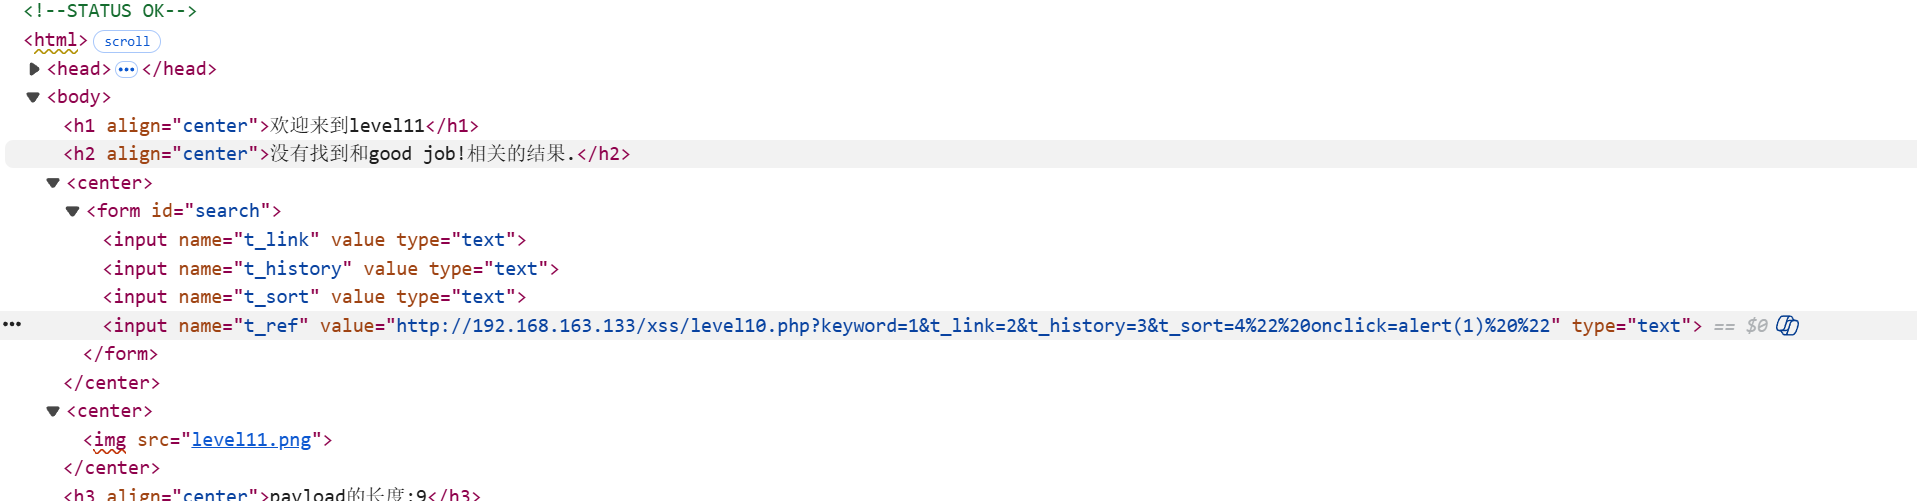 <!--STATUS OK-->
<html> scroll
<head> ••• </head>
<body>
<h1 align="center">欢迎来到level11</h1>
<h2 align="center">没有找到和good job!相关的结果.</h2>
<center>
<form id="search">
<input name="t_link" value type="text">
<input name="t_history" value type="text">
<input name="t_sort" value type="text">
••• <input name="t_ref" value="http://192.168.163.133/xss/level10.php?keyword=1&t_link=2&t_history=3&t_sort=4%22%20onclick=alert(1)%20%22" type="text"> == $0
</form>
</center>
<center>
<img src="level11.png">
</center>
<h3 align="center">payload的长度:9</h3>